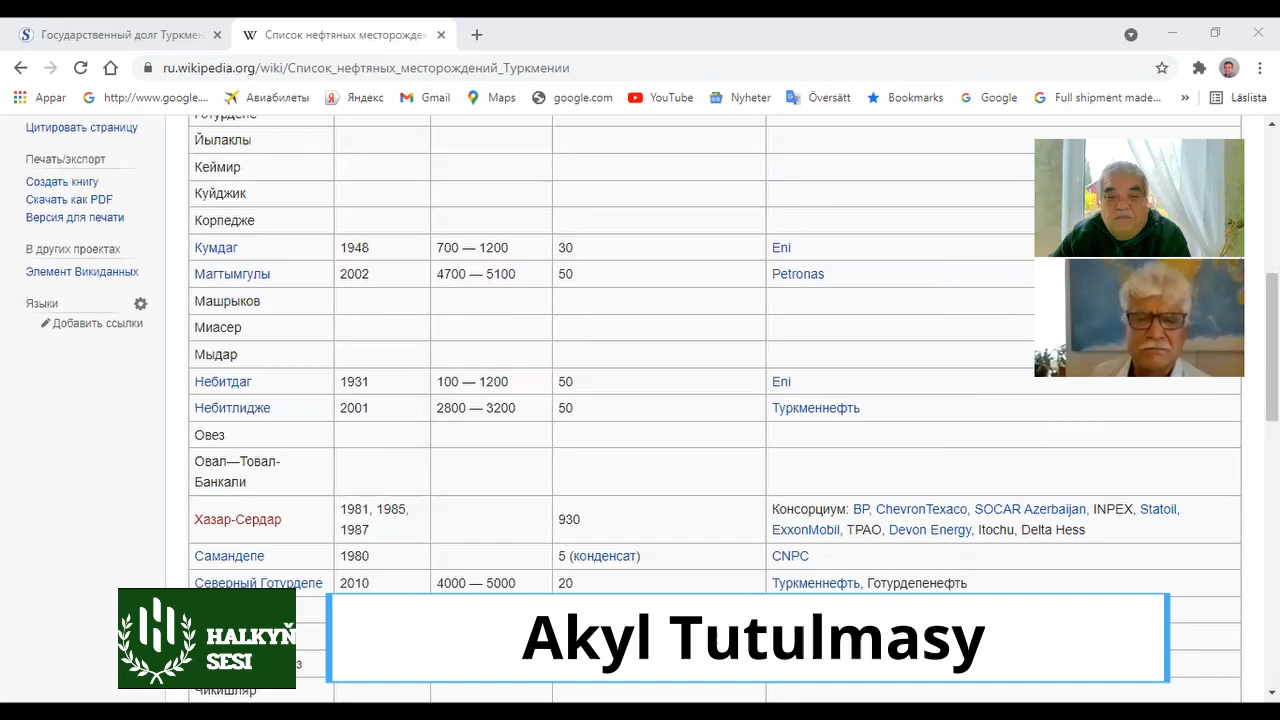 Государственный долг Туркмен
Список нефтяных месторожден
ru.wikipedia.org/wiki/Список_нефтяных_месторождений_Туркмении
Appar
http://www.google....
Авиабилеты
Яндекс
Gmail
Maps
google.com
YouTube
Nyheter
Översätt
Bookmarks
Google
Full shipment made...
Läslista
Цитировать страницу
Печать/экспорт
Создать книгу
Скачать как PDF
Версия для печати
В других проектах
Элемент Викиданных
Языки
Добавить ссылки
Готурдепе
Йылаклы
Кеймир
Куйджик
Корпедже
Кумдаг 1948 700 — 1200 30 Eni
Магтымгулы 2002 4700 — 5100 50 Petronas
Машрыков
Миасер
Мыдар
Небитдаг 1931 100 — 1200 50 Eni
Небитлидже 2001 2800 — 3200 50 Туркменнефть
Овез
Овал—Товал-
Банкали
Хазар-Сердар 1981, 1985, 930 Консорциум: BP, ChevronTexaco, SOCAR Azerbaijan, INPEX, Statoil,
1987 ExxonMobil, TPAO, Devon Energy, Itochu, Delta Hess
Самандепе 1980 5 (конденсат) CNPC
Северный Готурдепе 2010 4000 — 5000 20 Туркменнефть, Готурдепенефть
Чикишляр
HALKYŇ
SESI
Akyl Tutulmasy